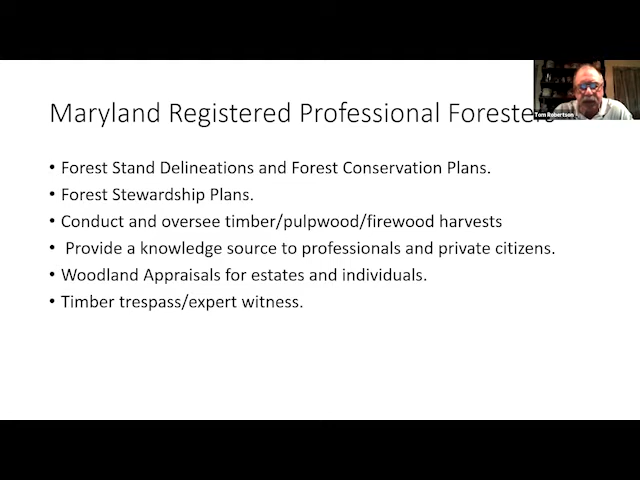 Maryland Registered Professional Foresters
Tom Robertson
• Forest Stand Delineations and Forest Conservation Plans.
• Forest Stewardship Plans.
• Conduct and oversee timber/pulpwood/firewood harvests
• Provide a knowledge source to professionals and private citizens.
• Woodland Appraisals for estates and individuals.
• Timber trespass/expert witness.